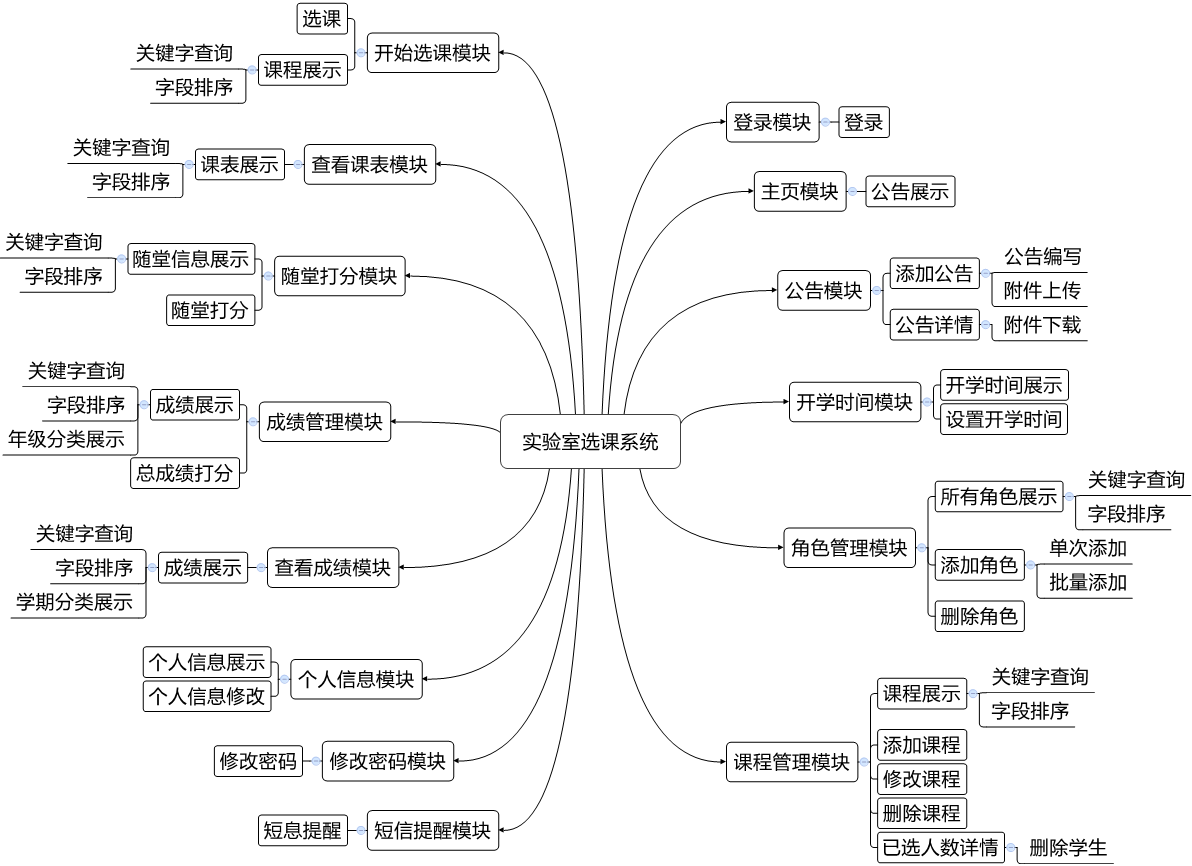 实验室选课系统
登录模块
登录
主页模块
公告展示
公告模块
添加公告
公告编写
附件上传
公告详情
附件下载
开学时间模块
开学时间展示
设置开学时间
角色管理模块
所有角色展示
关键字查询
字段排序
添加角色
单次添加
批量添加
删除角色
课程管理模块
课程展示
关键字查询
字段排序
添加课程
修改课程
删除课程
已选人数详情
删除学生
开始选课模块
选课
课程展示
关键字查询
字段排序
查看课表模块
课表展示
关键字查询
字段排序
随堂打分模块
随堂信息展示
关键字查询
字段排序
随堂打分
成绩管理模块
成绩展示
关键字查询
字段排序
年级分类展示
总成绩打分
查看成绩模块
成绩展示
关键字查询
字段排序
学期分类展示
个人信息模块
个人信息展示
个人信息修改
修改密码模块
修改密码
短信提醒模块
短息提醒